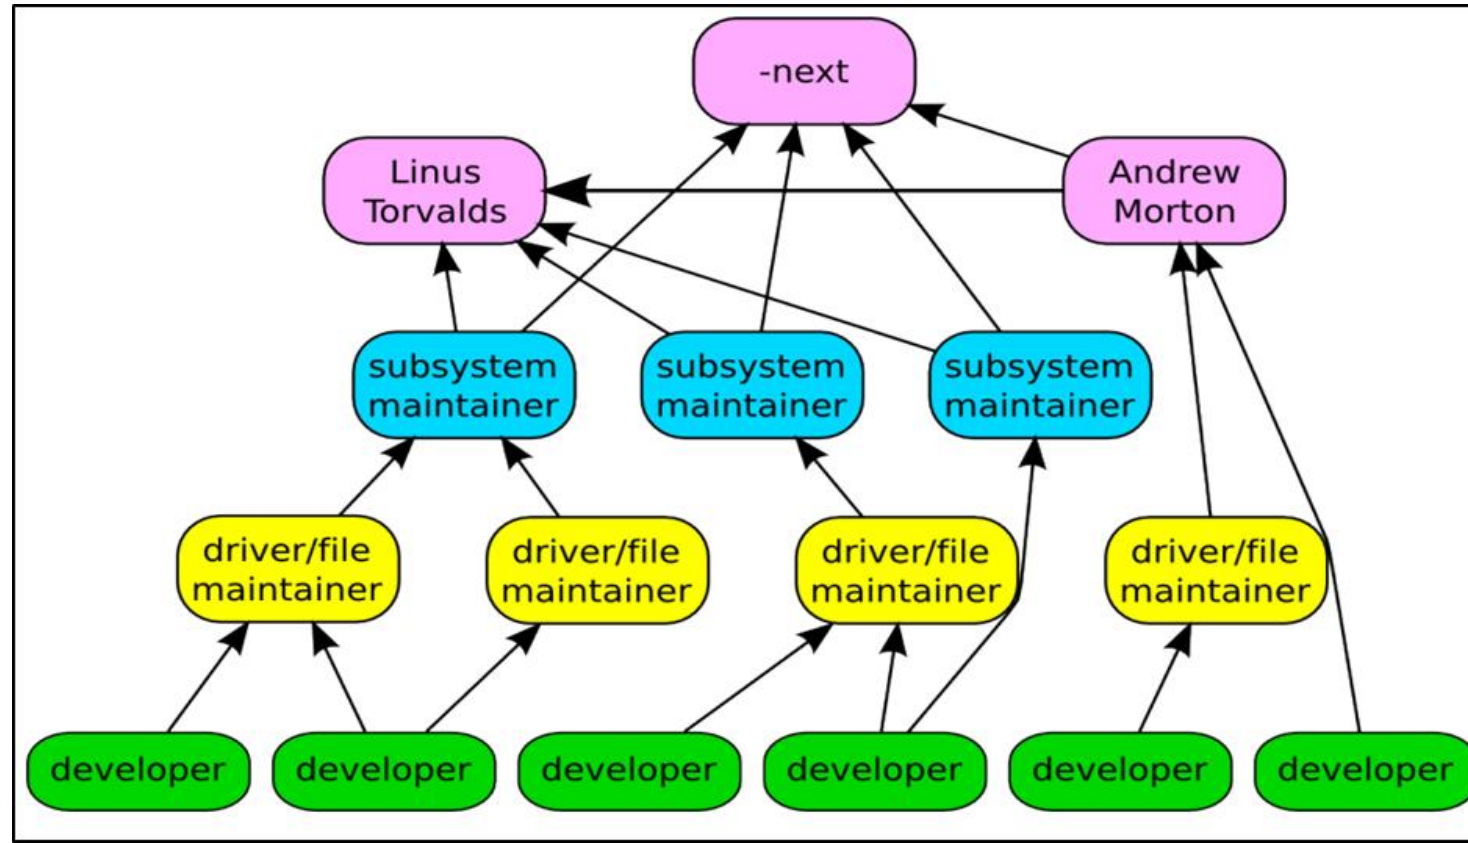 -next
Linus
Torvalds
Andrew
Morton
subsystem
maintainer
subsystem
maintainer
subsystem
maintainer
driver/file
maintainer
driver/file
maintainer
driver/file
maintainer
driver/file
maintainer
developer
developer
developer
developer
developer
developer